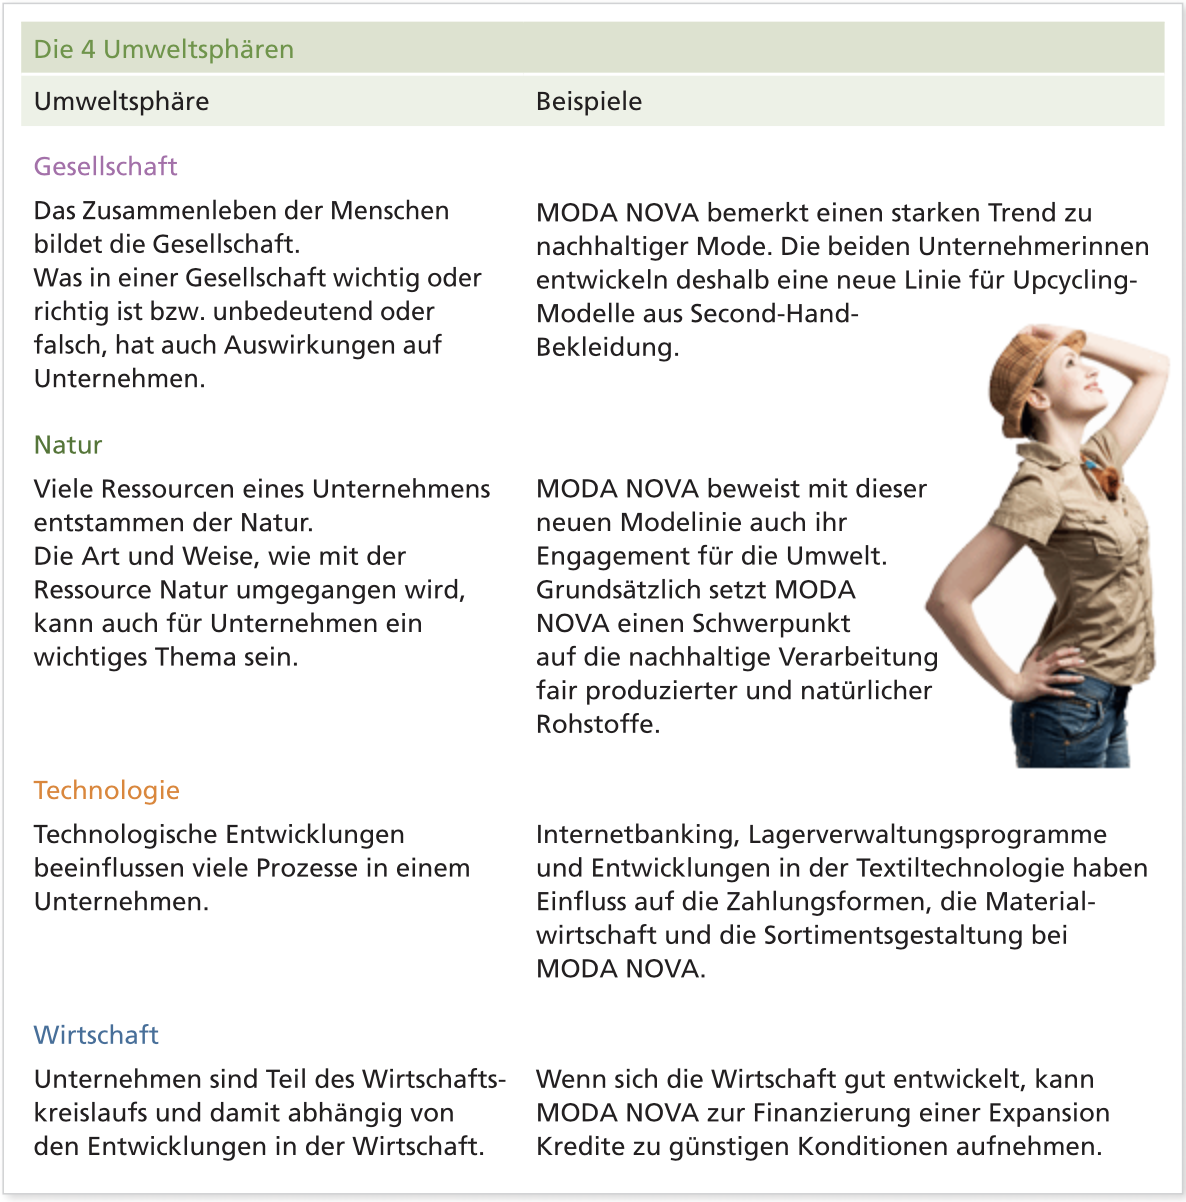 Die 4 Umweltsphären
Umweltsphäre
Beispiele
Gesellschaft
Das Zusammenleben der Menschen
bildet die Gesellschaft.
Was in einer Gesellschaft wichtig oder
richtig ist bzw. unbedeutend oder
falsch, hat auch Auswirkungen auf
Unternehmen.
MODA NOVA bemerkt einen starken Trend zu
nachhaltiger Mode. Die beiden Unternehmerinnen
entwickeln deshalb eine neue Linie für Upcycling-
Modelle aus Second-Hand-
Bekleidung.
Natur
Viele Ressourcen eines Unternehmens
entstammen der Natur.
Die Art und Weise, wie mit der
Ressource Natur umgegangen wird,
kann auch für Unternehmen ein
wichtiges Thema sein.
MODA NOVA beweist mit dieser
neuen Modelinie auch ihr
Engagement für die Umwelt.
Grundsätzlich setzt MODA
NOVA einen Schwerpunkt
auf die nachhaltige Verarbeitung
fair produzierter und natürlicher
Rohstoffe.
Technologie
Technologische Entwicklungen
beeinflussen viele Prozesse in einem
Unternehmen.
Internetbanking, Lagerverwaltungsprogramme
und Entwicklungen in der Textiltechnologie haben
Einfluss auf die Zahlungsformen, die Material-
wirtschaft und die Sortimentsgestaltung bei
MODA NOVA.
Wirtschaft
Unternehmen sind Teil des Wirtschafts-
kreislaufs und damit abhängig von
den Entwicklungen in der Wirtschaft.
Wenn sich die Wirtschaft gut entwickelt, kann
MODA NOVA zur Finanzierung einer Expansion
Kredite zu günstigen Konditionen aufnehmen.